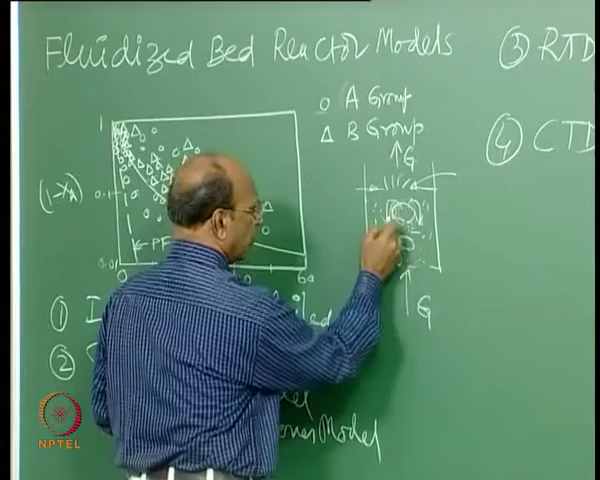 Fluidized Bed Reactor Models
③ RTD
④ CTD
o A Group
Δ B Group
G
1
(1-XA)
0.1
0.01
PF
0
60
G
①
②
Model
NPTEL